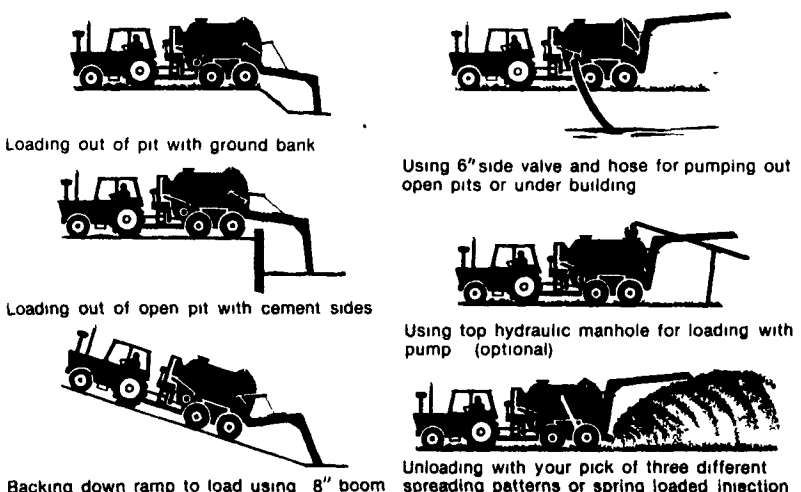 Loading out of pit with ground bank
Loading out of open pit with cement sides
Backing down ramp to load using 8" boom
Using 6" side valve and hose for pumping out
open pits or under building
Using top hydraulic manhole for loading with
pump (optional)
Unloading with your pick of three different
spreading patterns or spring loaded injection